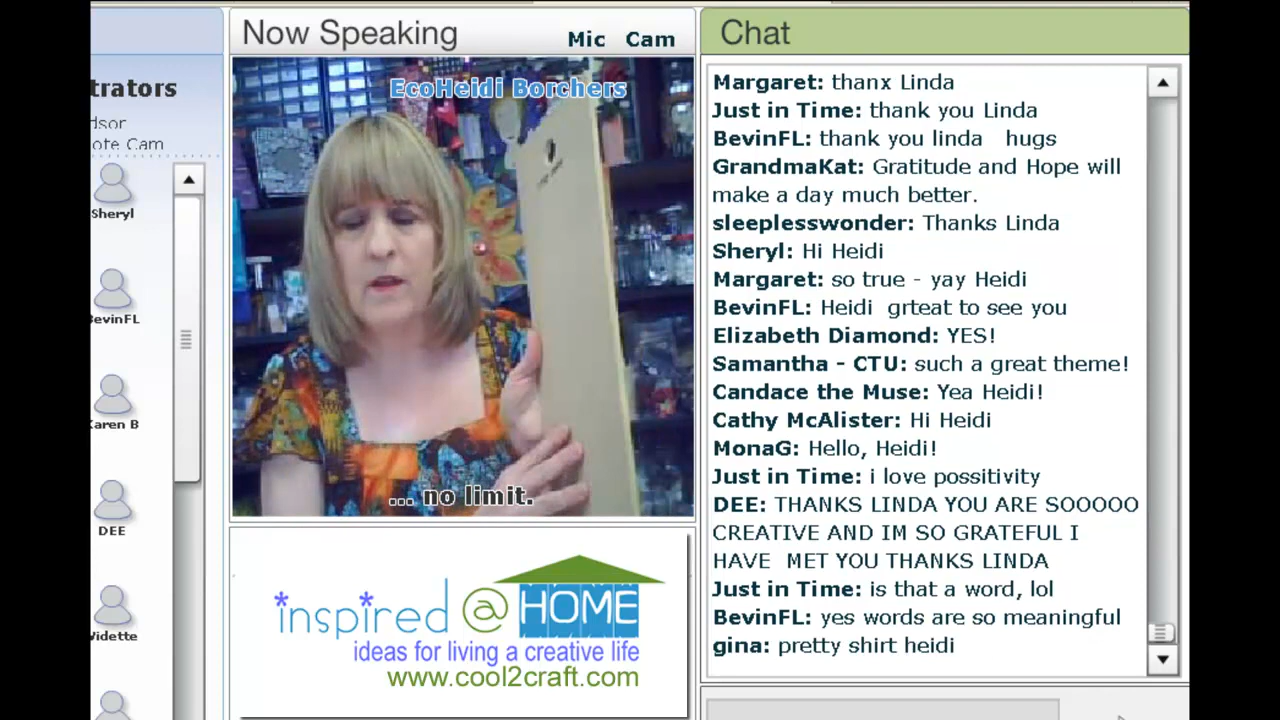 trators
dsor
ote Cam
Sheryl
BevinFL
Karen B
DEE
Vidette
Now Speaking
Mic Cam
EcoHeidi Borchers
... no limit.
*inspired* @ HOME
ideas for living a creative life
www.cool2craft.com
Chat
Margaret: thanx Linda
Just in Time: thank you Linda
BevinFL: thank you linda hugs
GrandmaKat: Gratitude and Hope will
make a day much better.
sleeplesswonder: Thanks Linda
Sheryl: Hi Heidi
Margaret: so true - yay Heidi
BevinFL: Heidi grteat to see you
Elizabeth Diamond: YES!
Samantha - CTU: such a great theme!
Candace the Muse: Yea Heidi!
Cathy McAlister: Hi Heidi
MonaG: Hello, Heidi!
Just in Time: i love possitivity
DEE: THANKS LINDA YOU ARE SOOOOO
CREATIVE AND IM SO GRATEFUL I
HAVE MET YOU THANKS LINDA
Just in Time: is that a word, lol
BevinFL: yes words are so meaningful
gina: pretty shirt heidi